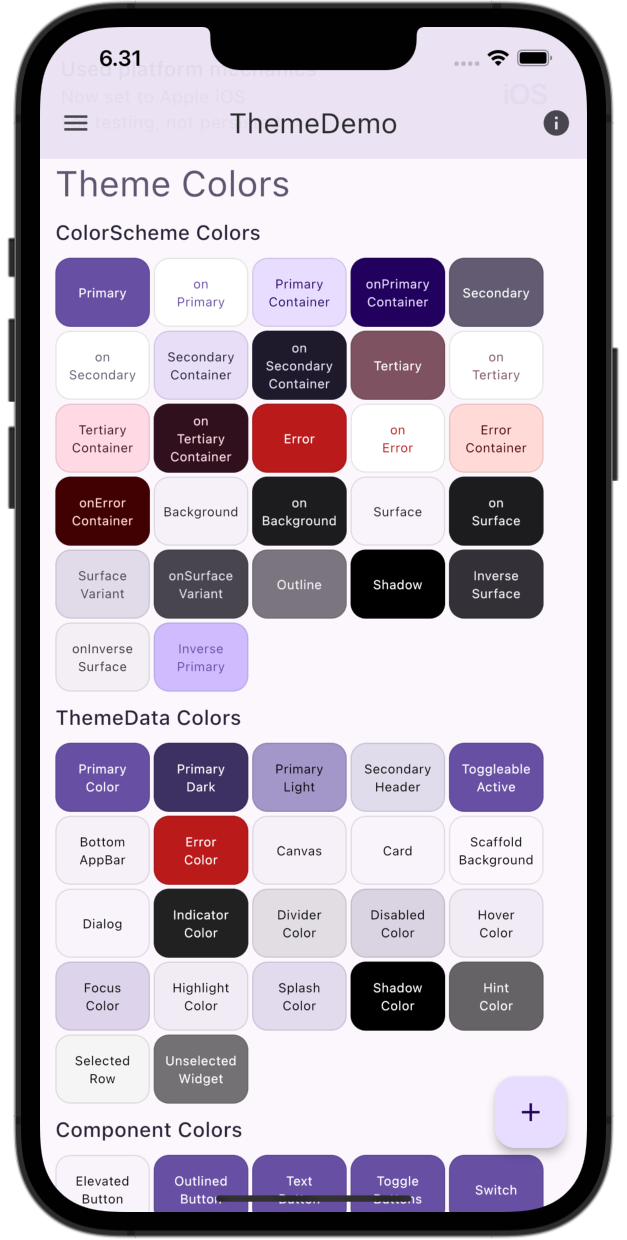 6.31
Used platform mechanics
Now set to Apple iOS
iOS
testing, not pers
ThemeDemo
Theme Colors
ColorScheme Colors
Primary
on
Primary
Primary
Container
onPrimary
Container
Secondary
on
Secondary
Secondary
Container
on
Secondary
Container
Tertiary
on
Tertiary
Tertiary
Container
on
Tertiary
Container
Error
on
Error
Error
Container
onError
Container
Background
on
Background
Surface
on
Surface
Surface
Variant
onSurface
Variant
Outline
Shadow
Inverse
Surface
onInverse
Surface
Inverse
Primary
ThemeData Colors
Primary
Color
Primary
Dark
Primary
Light
Secondary
Header
Toggleable
Active
Bottom
AppBar
Error
Color
Canvas
Card
Scaffold
Background
Dialog
Indicator
Color
Divider
Color
Disabled
Color
Hover
Color
Focus
Color
Highlight
Color
Splash
Color
Shadow
Color
Hint
Color
Selected
Row
Unselected
Widget
+
Component Colors
Elevated
Button
Outlined
Button
Text
Button
Toggle
Buttons
Switch